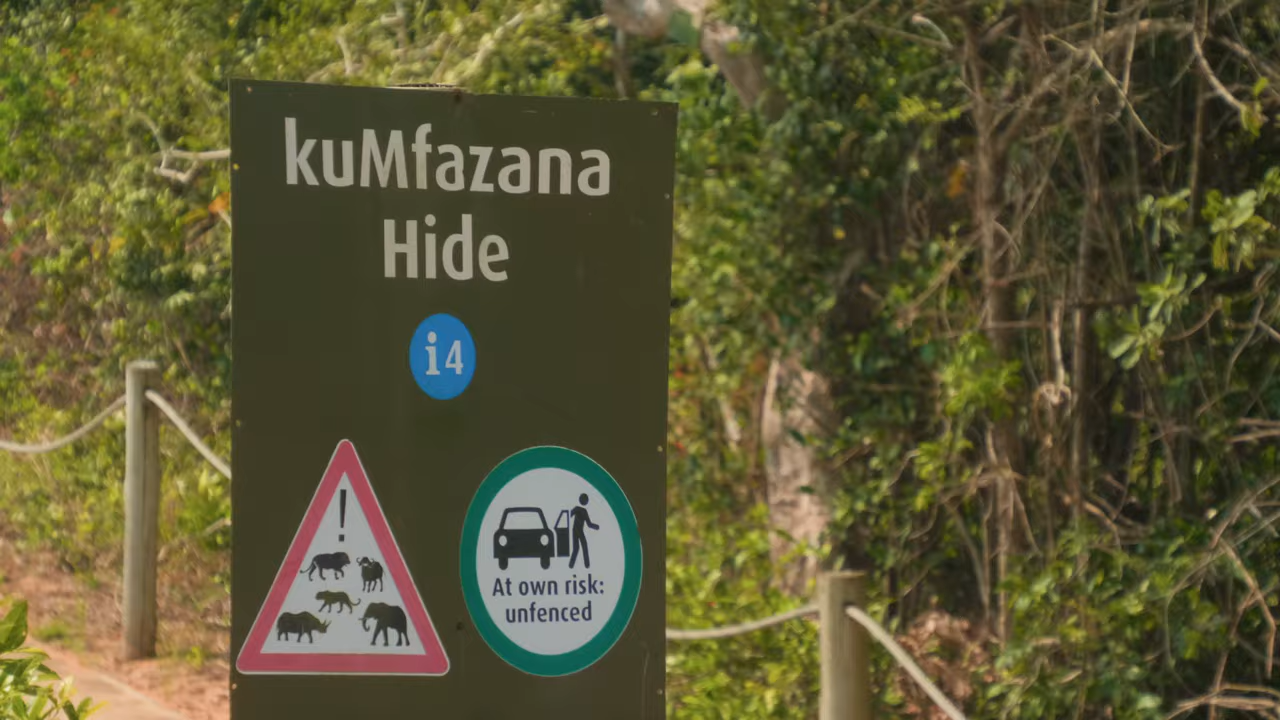 kuMfazana
Hide
i4
!
At own risk:
unfenced